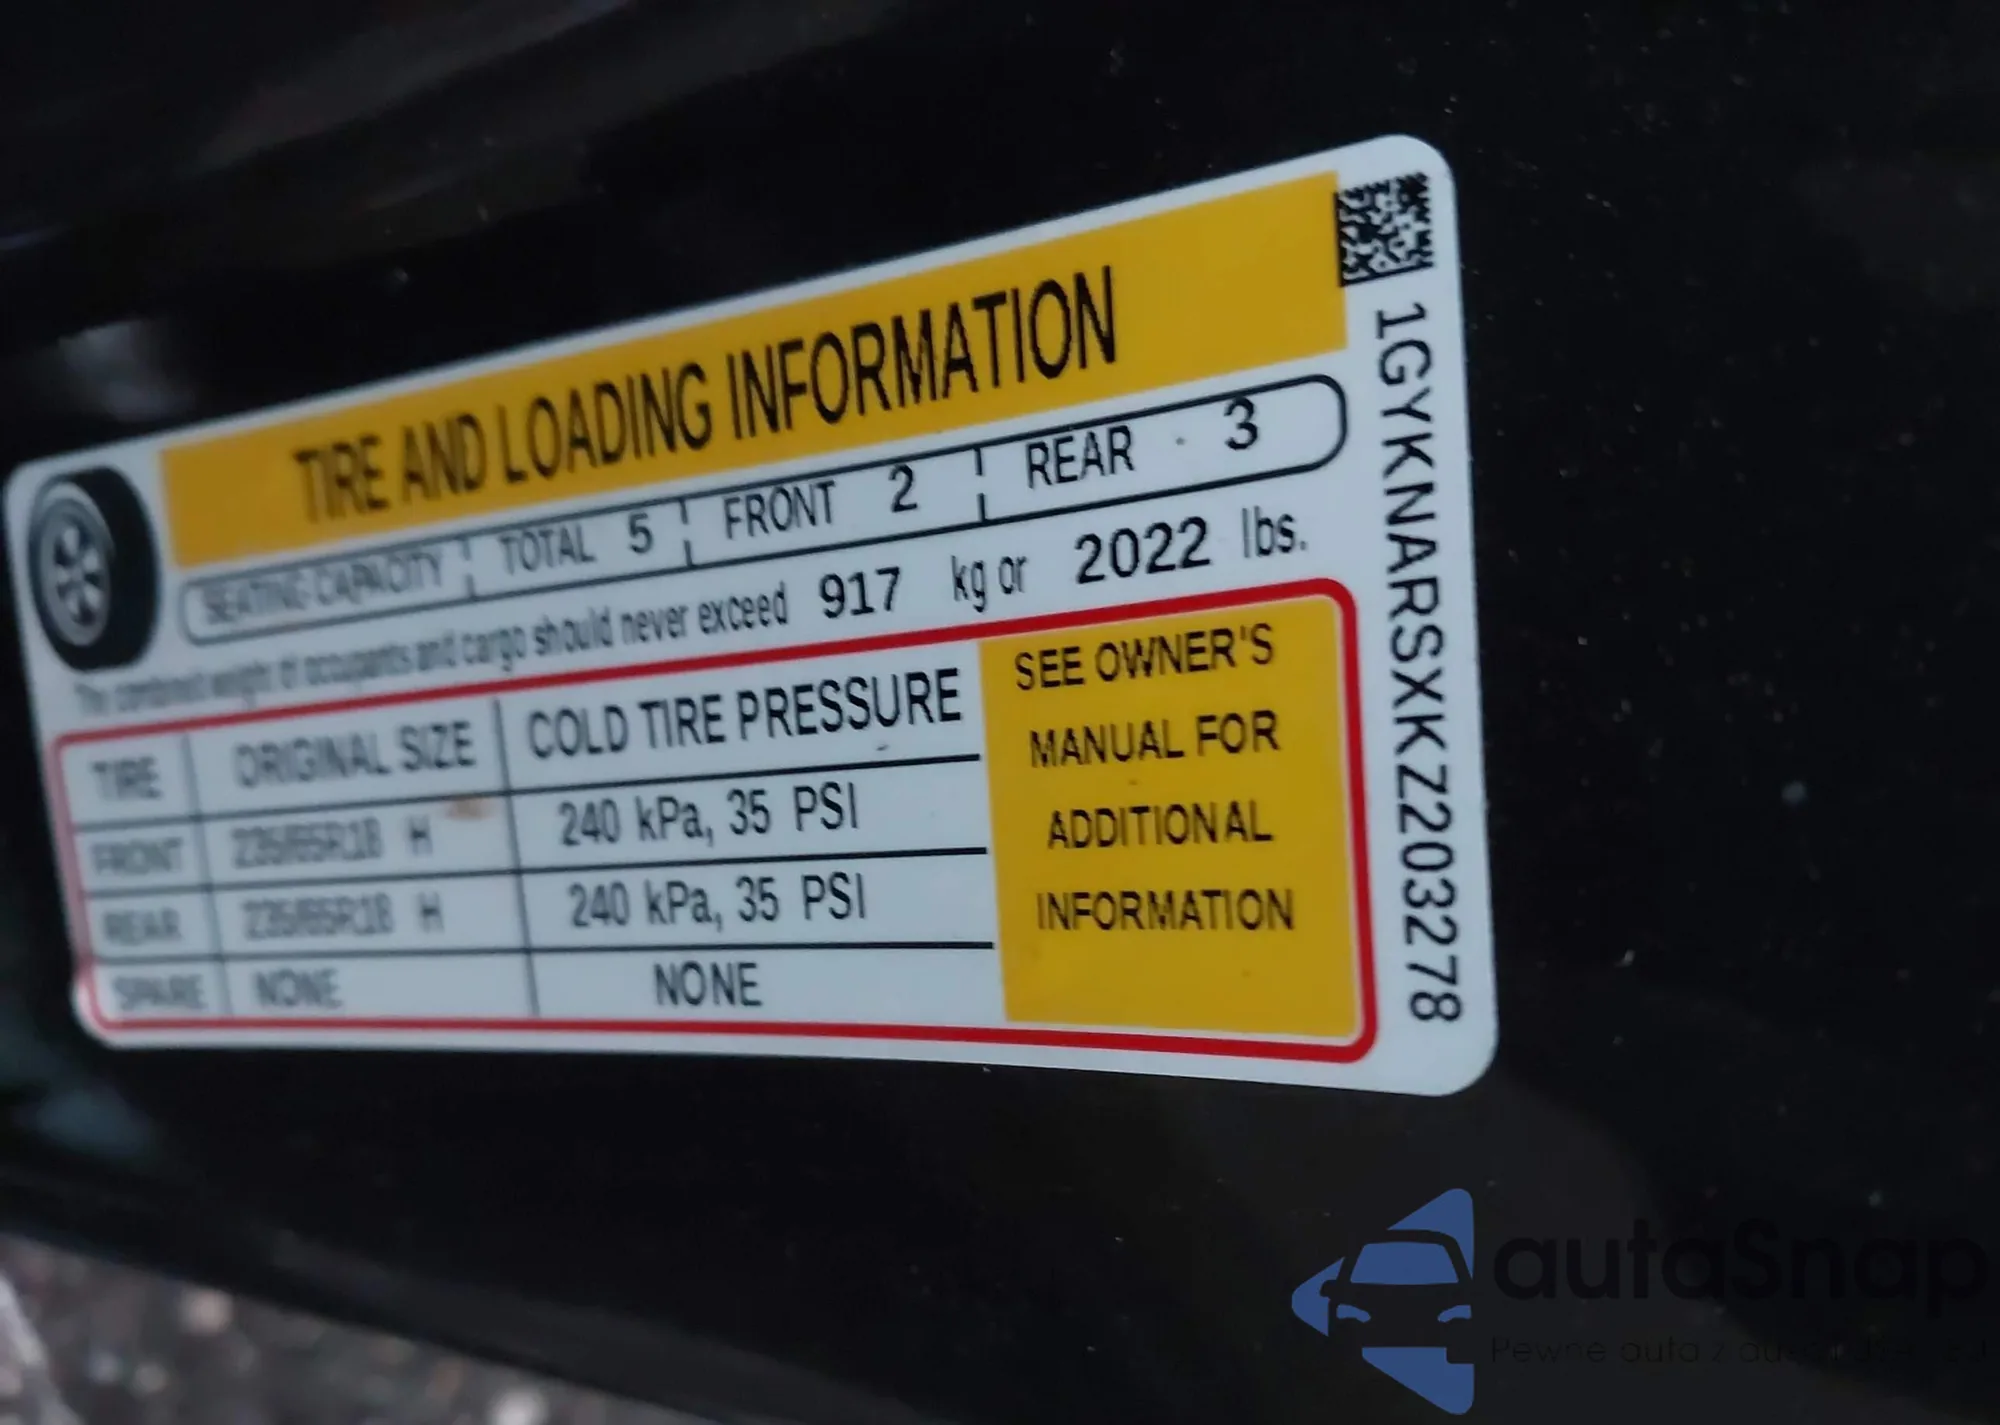 TIRE AND LOADING INFORMATION
SEATING CAPACITY TOTAL 5 FRONT 2 REAR 3
The combined weight of occupants and cargo should never exceed 917 kg or 2022 lbs.
TIRE ORIGINAL SIZE COLD TIRE PRESSURE
FRONT 235/65R18 H 240 kPa, 35 PSI
REAR 235/65R18 H 240 kPa, 35 PSI
SPARE NONE NONE
SEE OWNER'S
MANUAL FOR
ADDITIONAL
INFORMATION
1GYKNARSXKZ203278
autaSnap
Pewne auta z